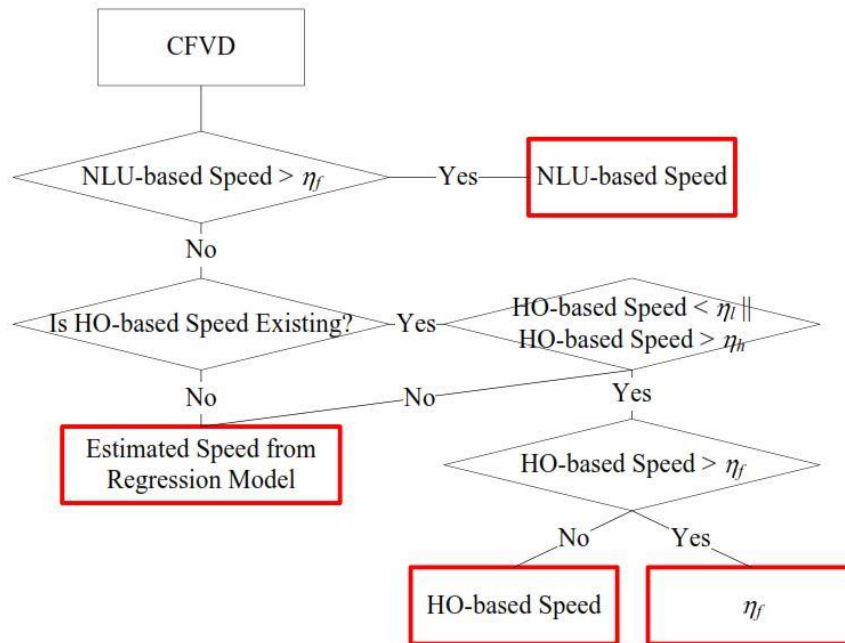 CFVD
NLU-based Speed > ηf
Yes
NLU-based Speed
No
Is HO-based Speed Existing?
Yes
HO-based Speed < ηl ||
HO-based Speed > ηh
No
No
Yes
Estimated Speed from
Regression Model
HO-based Speed > ηf
No
Yes
HO-based Speed
ηf